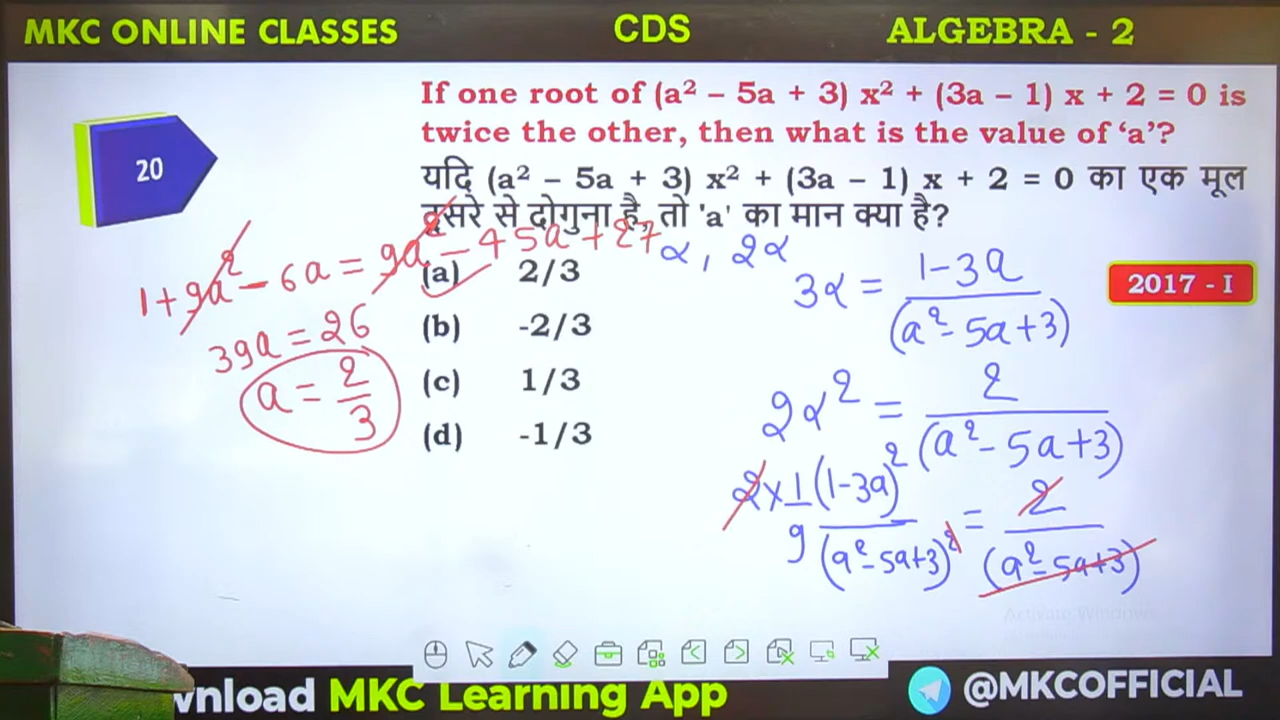 MKC ONLINE CLASSES CDS ALGEBRA - 2
20
If one root of (a² – 5a + 3) x² + (3a – 1) x + 2 = 0 is
twice the other, then what is the value of ‘a’?
यदि (a² – 5a + 3) x² + (3a – 1) x + 2 = 0 का एक मूल
दूसरे से दोगुना है, तो 'a' का मान क्या है?
(a) 2/3
(b) -2/3
(c) 1/3
(d) -1/3
2017 - I
1 + 9a² – 6a = 9a² – 45a + 27
39a = 26
a = 2/3
α, 2α
3α = 1–3a / (a² – 5a + 3)
2α² = 2 / (a² – 5a + 3)
2 × 1/9 (1–3a)² / (a² – 5a + 3)² = 2 / (a² – 5a + 3)
Activate Windows
wnload MKC Learning App @MKCOFFICIAL